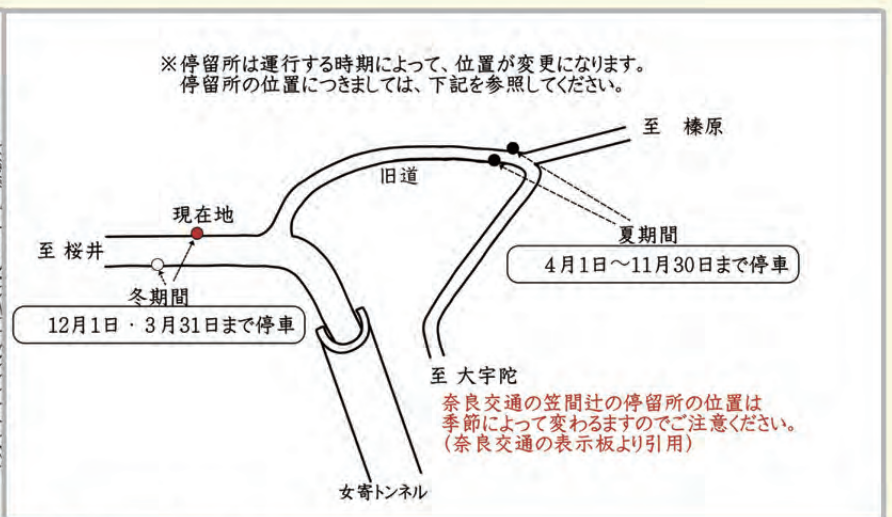 ※停留所は運行する時期によって、位置が変更になります。
停留所の位置につきましては、下記を参照してください。
至 榛原
旧道
現在地
至 桜井
夏期間
4月1日～11月30日まで停車
冬期間
12月1日・3月31日まで停車
至 大宇陀
奈良交通の笠間辻の停留所の位置は
季節によって変わるますのでご注意ください。
(奈良交通の表示板より引用)
女寄トンネル